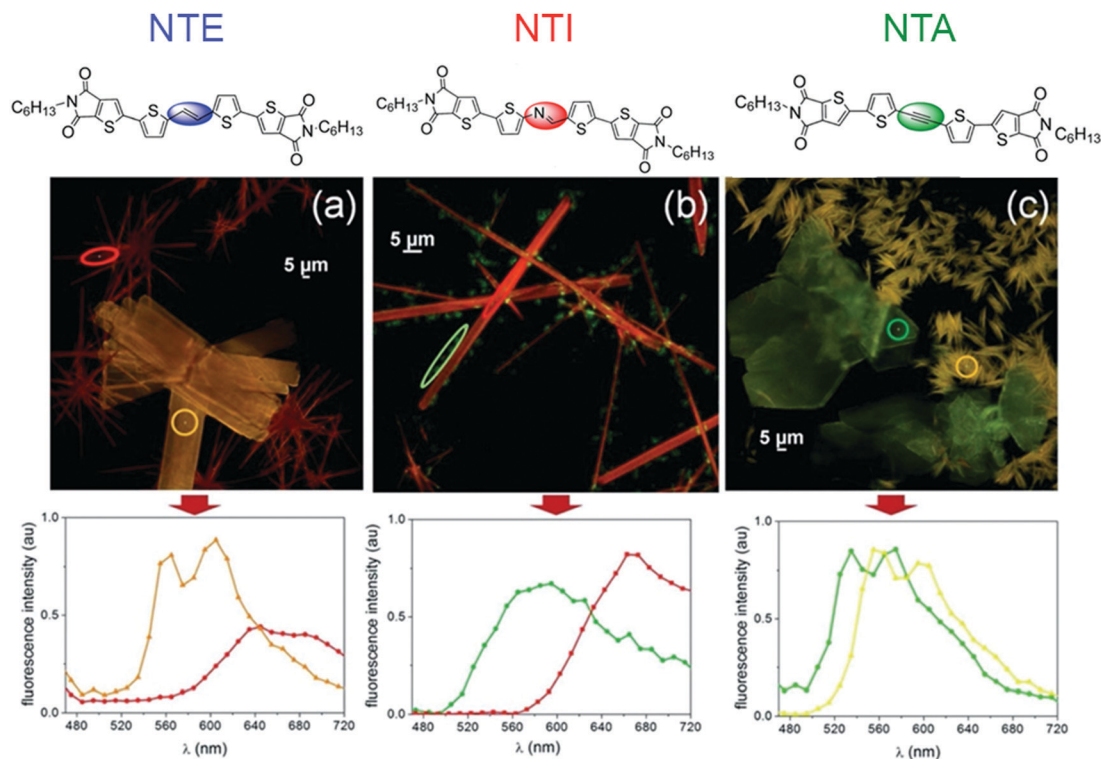 NTE
NTI
NTA
O
C6H13
N
O
S
S
S
S
O
N
O
C6H13
O
C6H13
N
O
S
S
N
S
S
O
N
O
C6H13
O
C6H13
N
O
S
S
S
S
O
N
O
C6H13
(a)
5 µm
(b)
5 µm
(c)
5 µm
fluorescence intensity (au)
1.0
0.5
0.0
480 520 560 600 640 680 720
λ (nm)
fluorescence intensity (au)
1.0
0.5
0.0
480 520 560 600 640 680 720
λ (nm)
fluorescence intensity (au)
1.0
0.5
0.0
480 520 560 600 640 680 720
λ (nm)